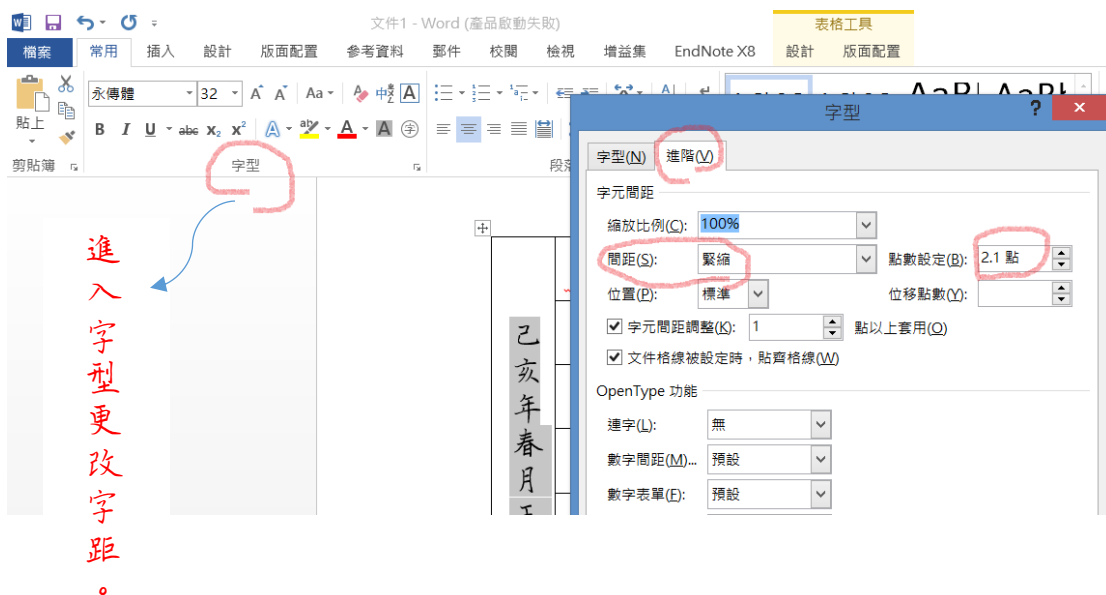 文件1 - Word (產品啟動失敗)
表格工具
檔案 常用 插入 設計 版面配置 參考資料 郵件 校閱 檢視 增益集 EndNote X8 設計 版面配置
貼上
永傳體 32 A A Aa 中 A
B I U abc X₂ X² A aby A A 字
剪貼簿 字型
字型 ? ×
字型(N) 進階(V)
字元間距
縮放比例(C): 100%
間距(S): 緊縮 點數設定(B): 2.1 點
位置(P): 標準 位移點數(Y):
字元間距調整(K): 1 點以上套用(O)
文件格線被設定時，貼齊格線(W)
OpenType 功能
連字(L): 無
數字間距(M)... 預設
數字表單(F): 預設
己亥年春月
進入字型更改字距。